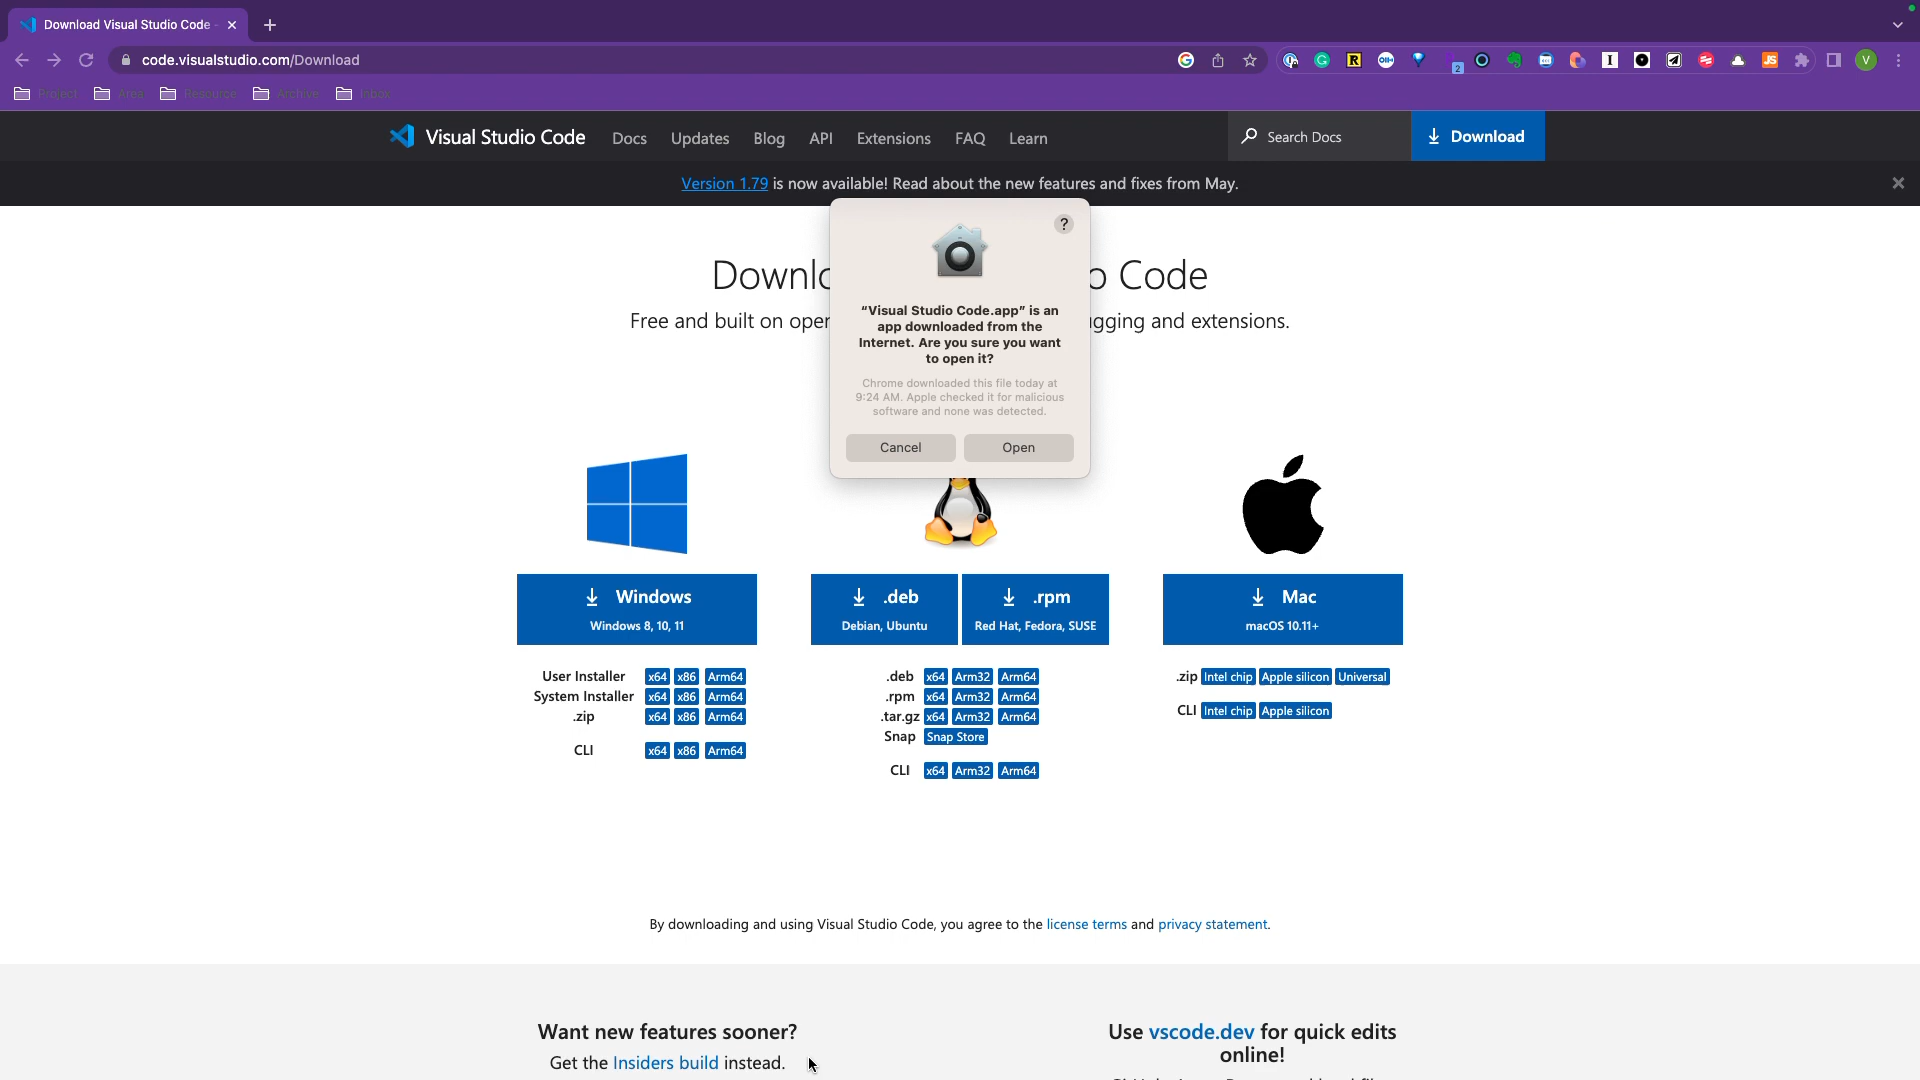 Download Visual Studio Code -
code.visualstudio.com/Download
Project Area Resource Archive Inbox
Visual Studio Code Docs Updates Blog API Extensions FAQ Learn Search Docs Download
Version 1.79 is now available! Read about the new features and fixes from May.
?
“Visual Studio Code.app” is an
app downloaded from the
Internet. Are you sure you want
to open it?
Chrome downloaded this file today at
9:24 AM. Apple checked it for malicious
software and none was detected.
Cancel Open
o Code
Free and built on open
gging and extensions.
Windows
Windows 8, 10, 11
User Installer x64 x86 Arm64
System Installer x64 x86 Arm64
.zip x64 x86 Arm64
CLI x64 x86 Arm64
.deb
Debian, Ubuntu
.rpm
Red Hat, Fedora, SUSE
.deb x64 Arm32 Arm64
.rpm x64 Arm32 Arm64
.tar.gz x64 Arm32 Arm64
Snap Snap Store
CLI x64 Arm32 Arm64
Mac
macOS 10.11+
.zip Intel chip Apple silicon Universal
CLI Intel chip Apple silicon
By downloading and using Visual Studio Code, you agree to the license terms and privacy statement.
Want new features sooner?
Get the Insiders build instead.
Use vscode.dev for quick edits
online!